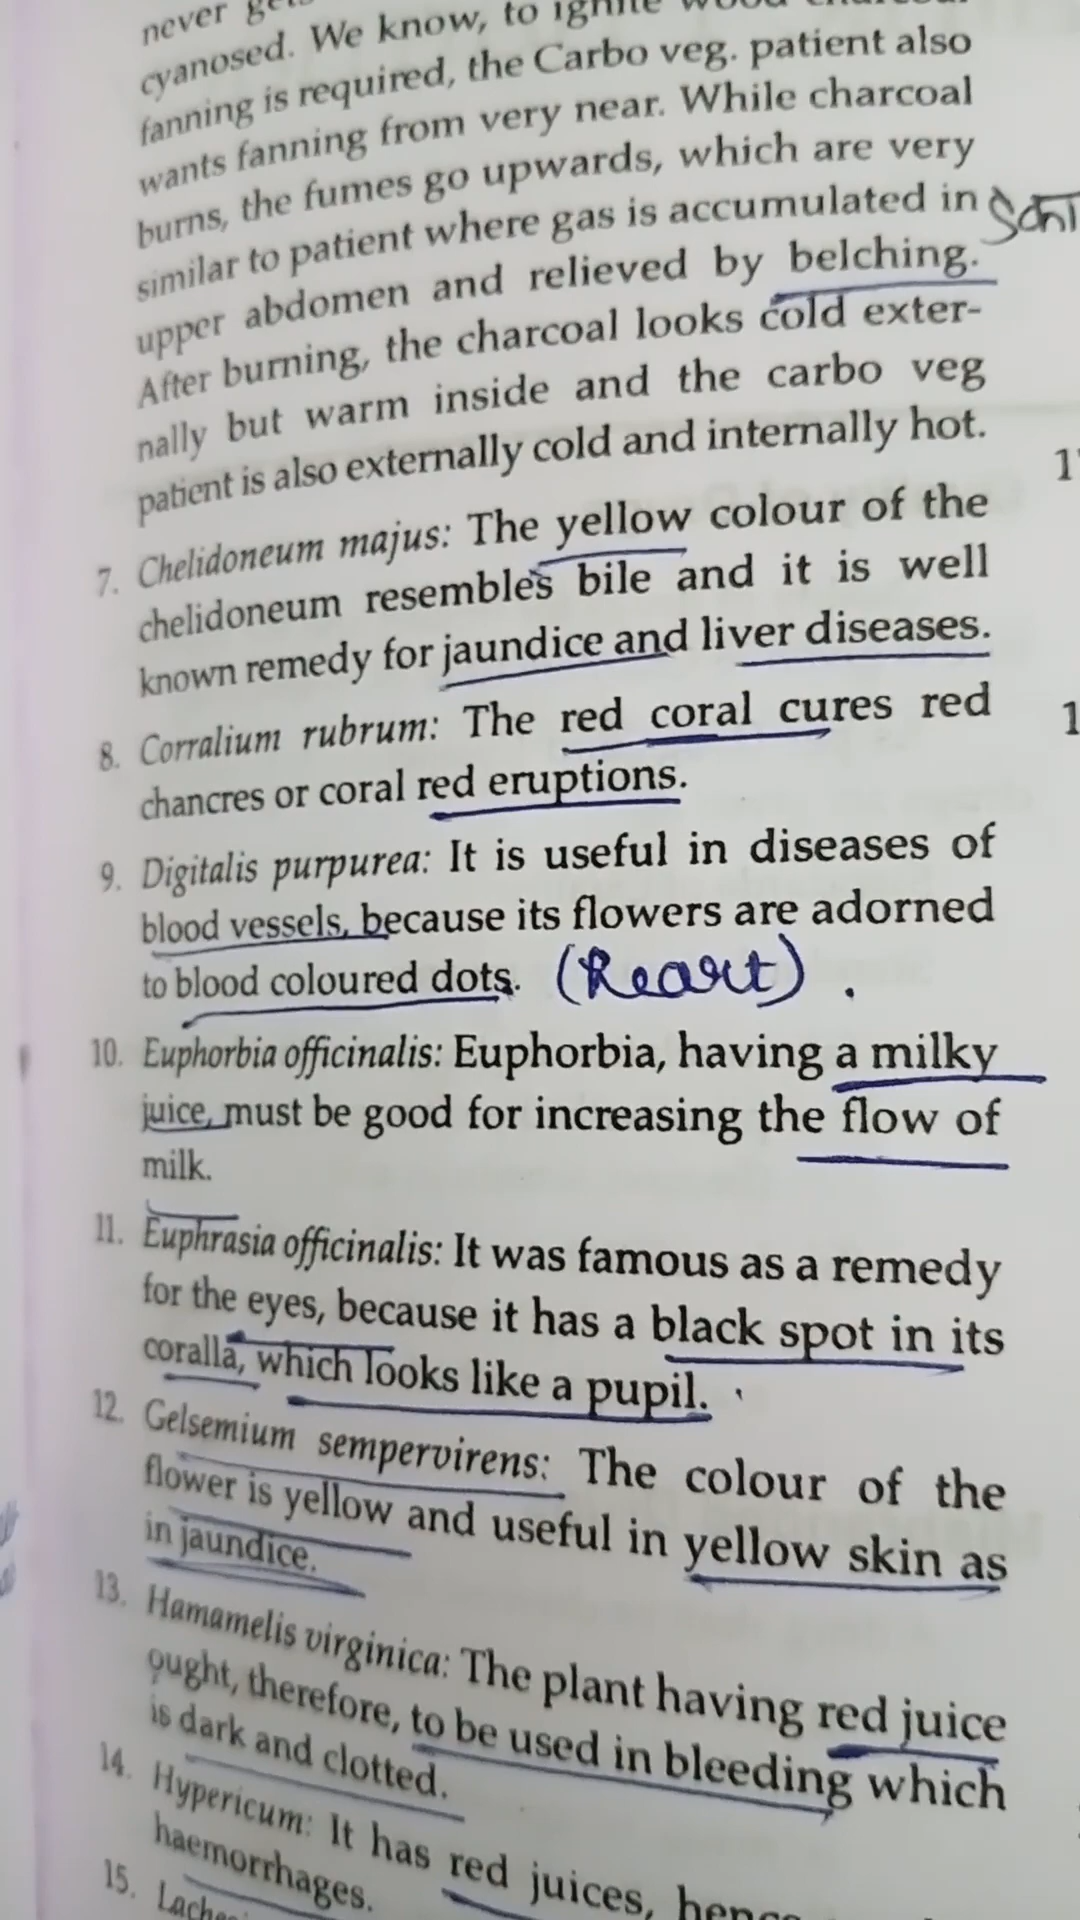 never
cyanosed. We know, to ignite
fanning is required, the Carbo veg. patient also
wants fanning from very near. While charcoal
burns, the fumes go upwards, which are very
similar to patient where gas is accumulated in
upper abdomen and relieved by belching.
After burning, the charcoal looks cold exter-
nally but warm inside and the carbo veg
patient is also externally cold and internally hot.
7. Chelidoneum majus: The yellow colour of the
chelidoneum resembles bile and it is well
known remedy for jaundice and liver diseases.
8. Corralium rubrum: The red coral cures red
chancres or coral red eruptions.
9. Digitalis purpurea: It is useful in diseases of
blood vessels, because its flowers are adorned
to blood coloured dots. (Heart).
10. Euphorbia officinalis: Euphorbia, having a milky
juice, must be good for increasing the flow of
milk.
11. Euphrasia officinalis: It was famous as a remedy
for the eyes, because it has a black spot in its
coralla, which looks like a pupil.
12. Gelsemium sempervirens: The colour of the
flower is yellow and useful in yellow skin as
in jaundice.
13. Hamamelis virginica: The plant having red juice
ought, therefore, to be used in bleeding which
is dark and clotted.
14. Hypericum: It has red juices, hence
haemorrhages.
15.